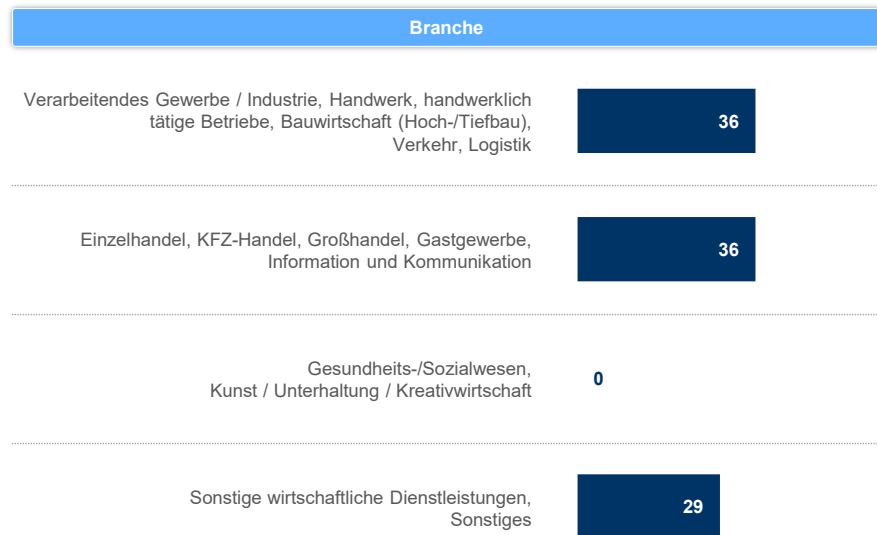 Branche
Verarbeitendes Gewerbe / Industrie, Handwerk, handwerklich
tätige Betriebe, Bauwirtschaft (Hoch-/Tiefbau),
Verkehr, Logistik
36
Einzelhandel, KFZ-Handel, Großhandel, Gastgewerbe,
Information und Kommunikation
36
Gesundheits-/Sozialwesen,
Kunst / Unterhaltung / Kreativwirtschaft
0
Sonstige wirtschaftliche Dienstleistungen,
Sonstiges
29